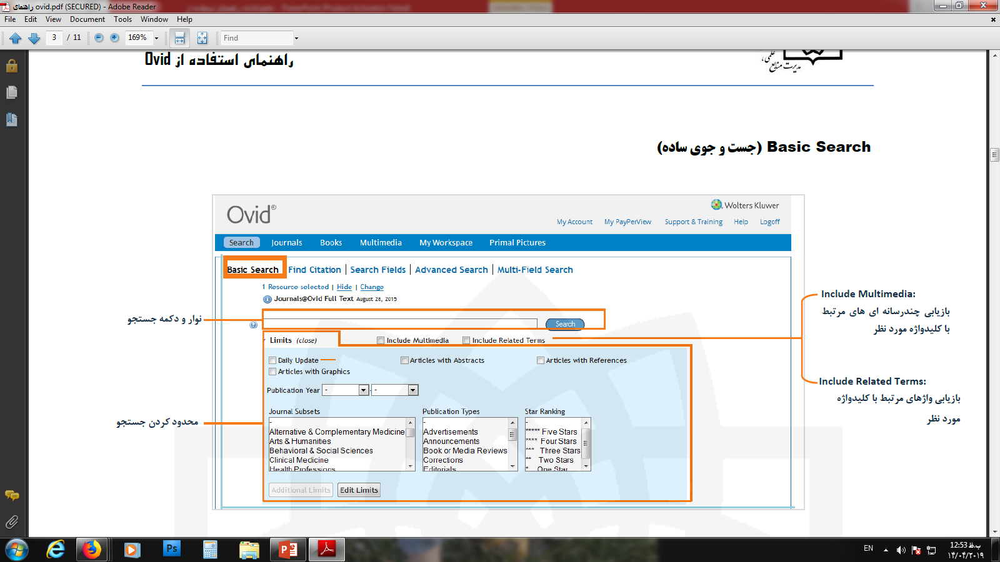 راهنمای ovid.pdf (SECURED) - Adobe Reader
File Edit View Document Tools Window Help
3 / 11 169% Find
راهنمای استفاده از Ovid
مدیریت منابع علمی،
Basic Search (جست و جوی ساده)
Ovid®
Wolters Kluwer
My Account My PayPerView Support & Training Help Logoff
Search Journals Books Multimedia My Workspace Primal Pictures
Basic Search Find Citation | Search Fields | Advanced Search | Multi-Field Search
1 Resource selected | Hide | Change
Journals@Ovid Full Text August 28, 2015
نوار و دکمه جستجو
Search
Limits (close) Include Multimedia Include Related Terms
Daily Update Articles with Abstracts Articles with References
Articles with Graphics
Publication Year - -
محدود کردن جستجو
Journal Subsets
-
Alternative & Complementary Medicine
Arts & Humanities
Behavioral & Social Sciences
Clinical Medicine
Health Professions
Publication Types
-
Advertisements
Announcements
Book or Media Reviews
Corrections
Editorials
Star Ranking
-
***** Five Stars
**** Four Stars
*** Three Stars
** Two Stars
* One Star
Additional Limits Edit Limits
Include Multimedia:
بازیابی چندرسانه ای های مرتبط
با کلیدواژه مورد نظر
Include Related Terms:
بازیابی واژهای مرتبط با کلیدواژه
مورد نظر
Ps
EN
12:53 ب.ظ
۱۴/۰۴/۲۰۱۹